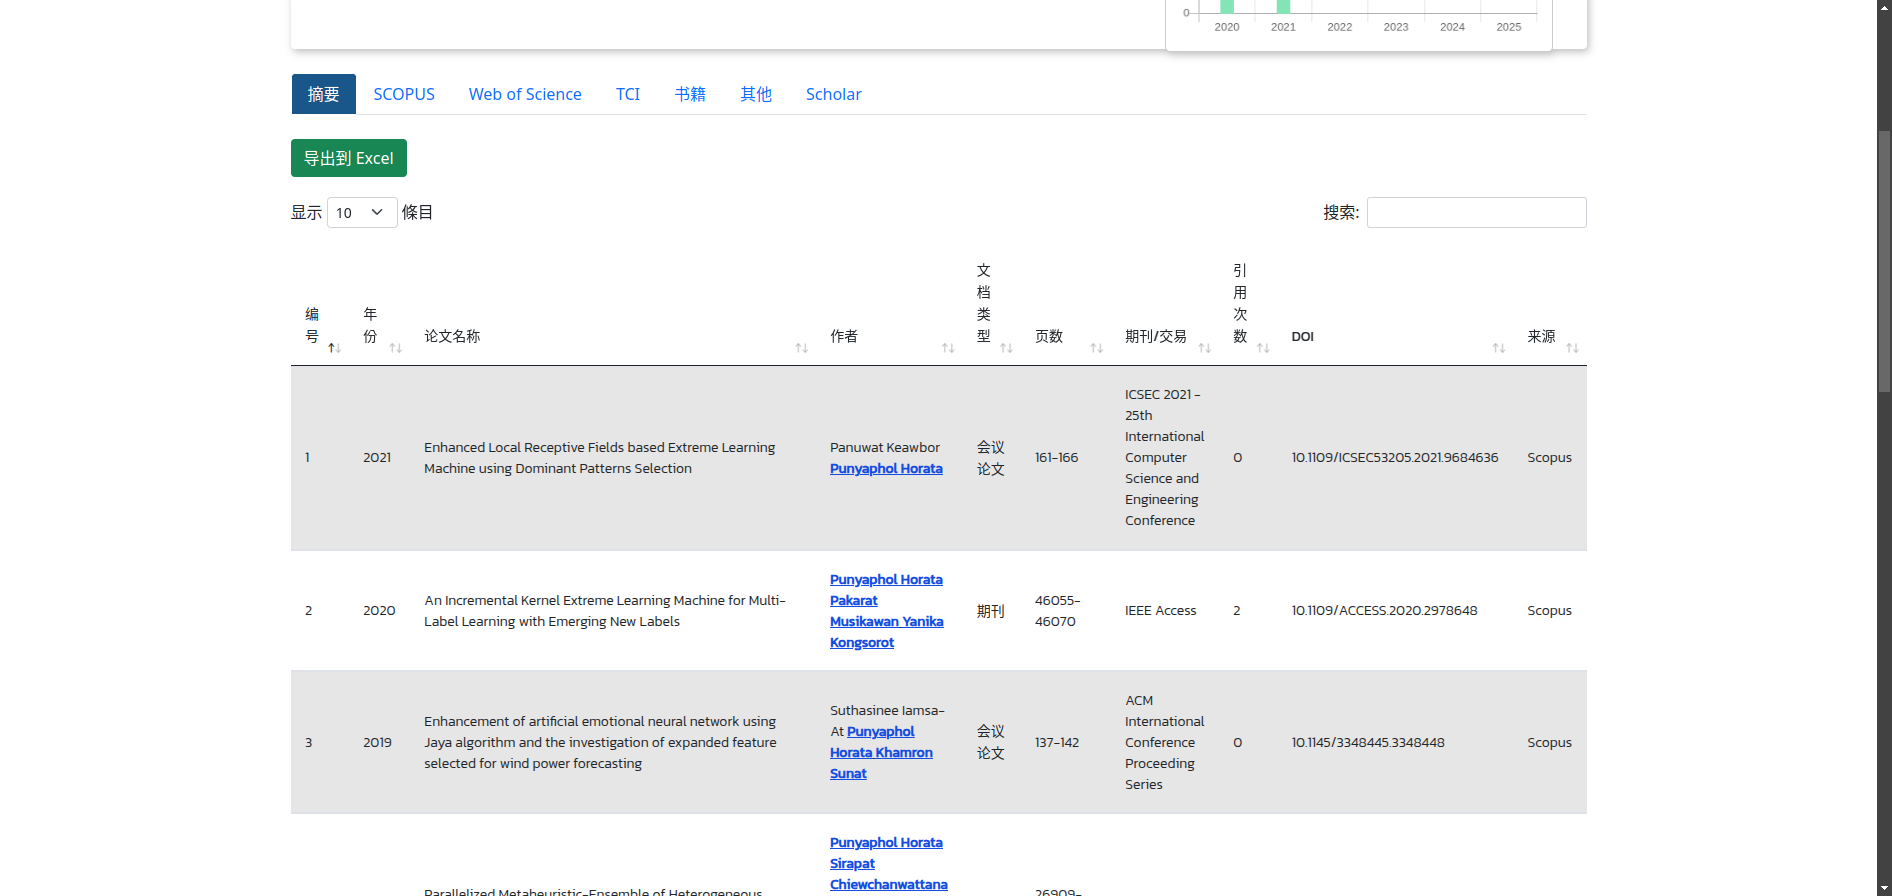 0
2020 2021 2022 2023 2024 2025
摘要 SCOPUS Web of Science TCI 书籍 其他 Scholar
导出到 Excel
显示 10 條目 搜索:
编号 年份 论文名称 作者 文档类型 页数 期刊/交易 引用次数 DOI 来源
1
2021
Enhanced Local Receptive Fields based Extreme Learning
Machine using Dominant Patterns Selection
Panuwat Keawbor
Punyaphol Horata
会议
论文
161-166
ICSEC 2021 -
25th
International
Computer
Science and
Engineering
Conference
0
10.1109/ICSEC53205.2021.9684636
Scopus
2
2020
An Incremental Kernel Extreme Learning Machine for Multi-
Label Learning with Emerging New Labels
Punyaphol Horata
Pakarat
Musikawan Yanika
Kongsorot
期刊
46055-
46070
IEEE Access
2
10.1109/ACCESS.2020.2978648
Scopus
3
2019
Enhancement of artificial emotional neural network using
Jaya algorithm and the investigation of expanded feature
selected for wind power forecasting
Suthasinee Iamsa-
At Punyaphol
Horata Khamron
Sunat
会议
论文
137-142
ACM
International
Conference
Proceeding
Series
0
10.1145/3348445.3348448
Scopus
Parallelized Metaheuristic-Ensemble of Heterogeneous
Punyaphol Horata
Sirapat
Chiewchanwattana
26909-